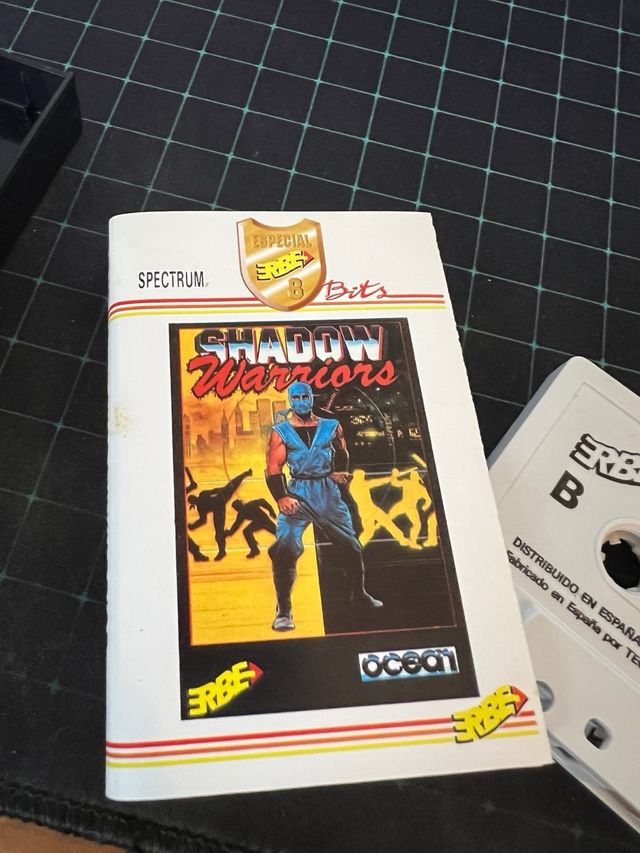 ESPECIAL
ERBE
8
Bits
SPECTRUM
SHADOW
Warriors
ocean
ERBE
ERBE
ERBE
B
DISTRIBUIDO EN ESPAÑA
fabricado en España por